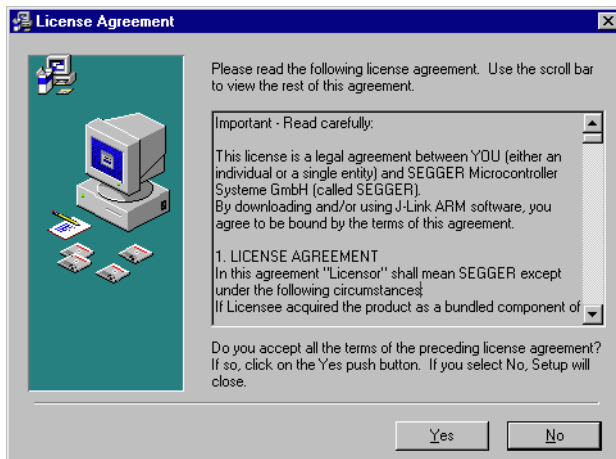 License Agreement
Please read the following license agreement. Use the scroll bar
to view the rest of this agreement.
Important - Read carefully:
This license is a legal agreement between YOU (either an
individual or a single entity) and SEGGER Microcontroller
Systeme GmbH (called SEGGER).
By downloading and/or using J-Link ARM software, you
agree to be bound by the terms of this agreement.
1. LICENSE AGREEMENT
In this agreement "Licensor" shall mean SEGGER except
under the following circumstances:
If Licensee acquired the product as a bundled component of
Do you accept all the terms of the preceding license agreement?
If so, click on the Yes push button. If you select No, Setup will
close.
Yes
No